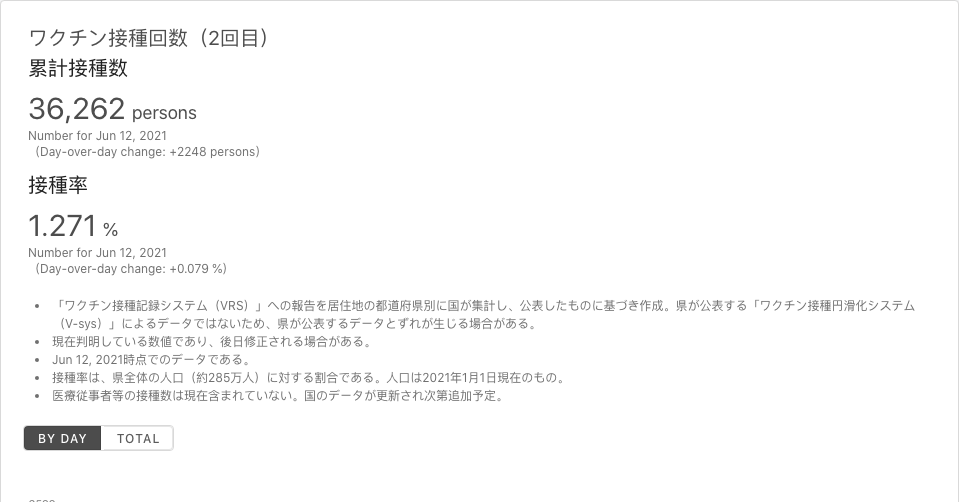 ワクチン接種回数（2回目）
累計接種数
36,262 persons
Number for Jun 12, 2021
（Day-over-day change: +2248 persons)
接種率
1.271 %
Number for Jun 12, 2021
（Day-over-day change: +0.079 %)
• 「ワクチン接種記録システム（VRS）」への報告を居住地の都道府県別に国が集計し、公表したものに基づき作成。県が公表する「ワクチン接種円滑化システム
（V-sys）」によるデータではないため、県が公表するデータとずれが生じる場合がある。
• 現在判明している数値であり、後日修正される場合がある。
• Jun 12, 2021時点でのデータである。
• 接種率は、県全体の人口（約285万人）に対する割合である。人口は2021年1月1日現在のもの。
• 医療従事者等の接種数は現在含まれていない。国のデータが更新され次第追加予定。
BY DAY TOTAL